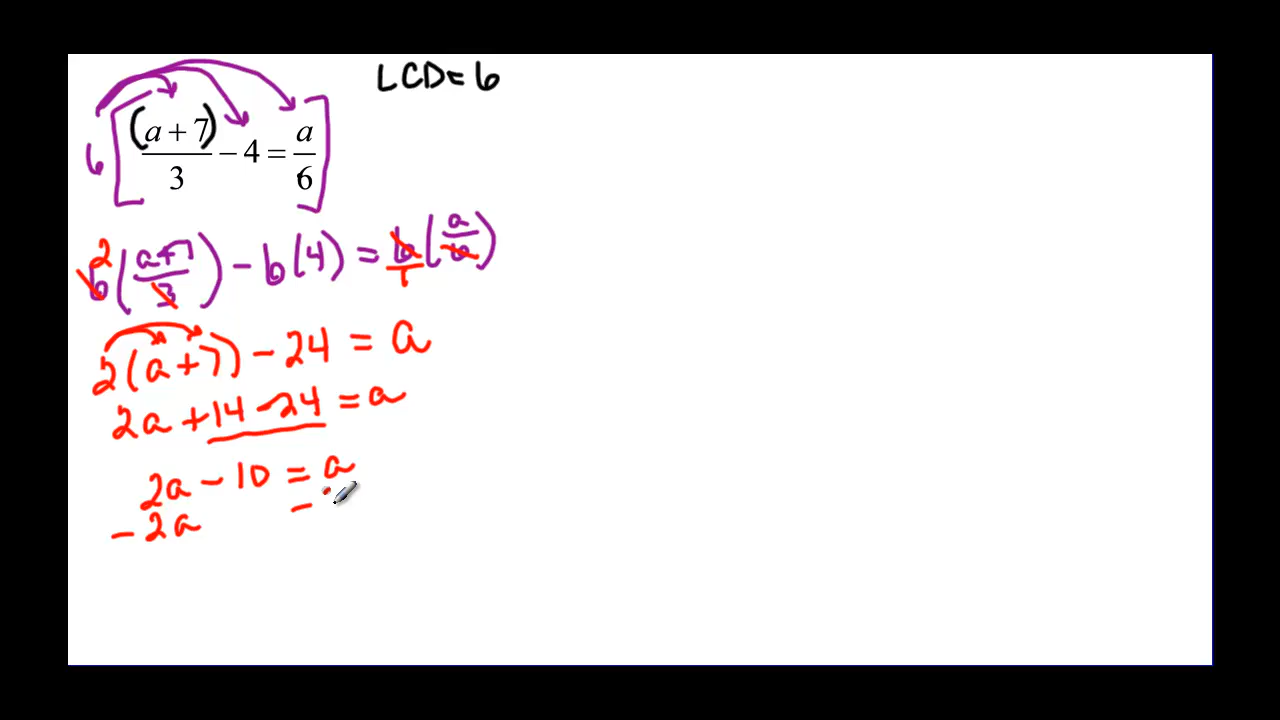 LCD = 6
6[(a + 7)/3 − 4 = a/6]
2
6(a+7/3) − 6(4) = 6/1(a/6)
2(a+7) − 24 = a
2a + 14 − 24 = a
2a − 10 = a
− 2a −